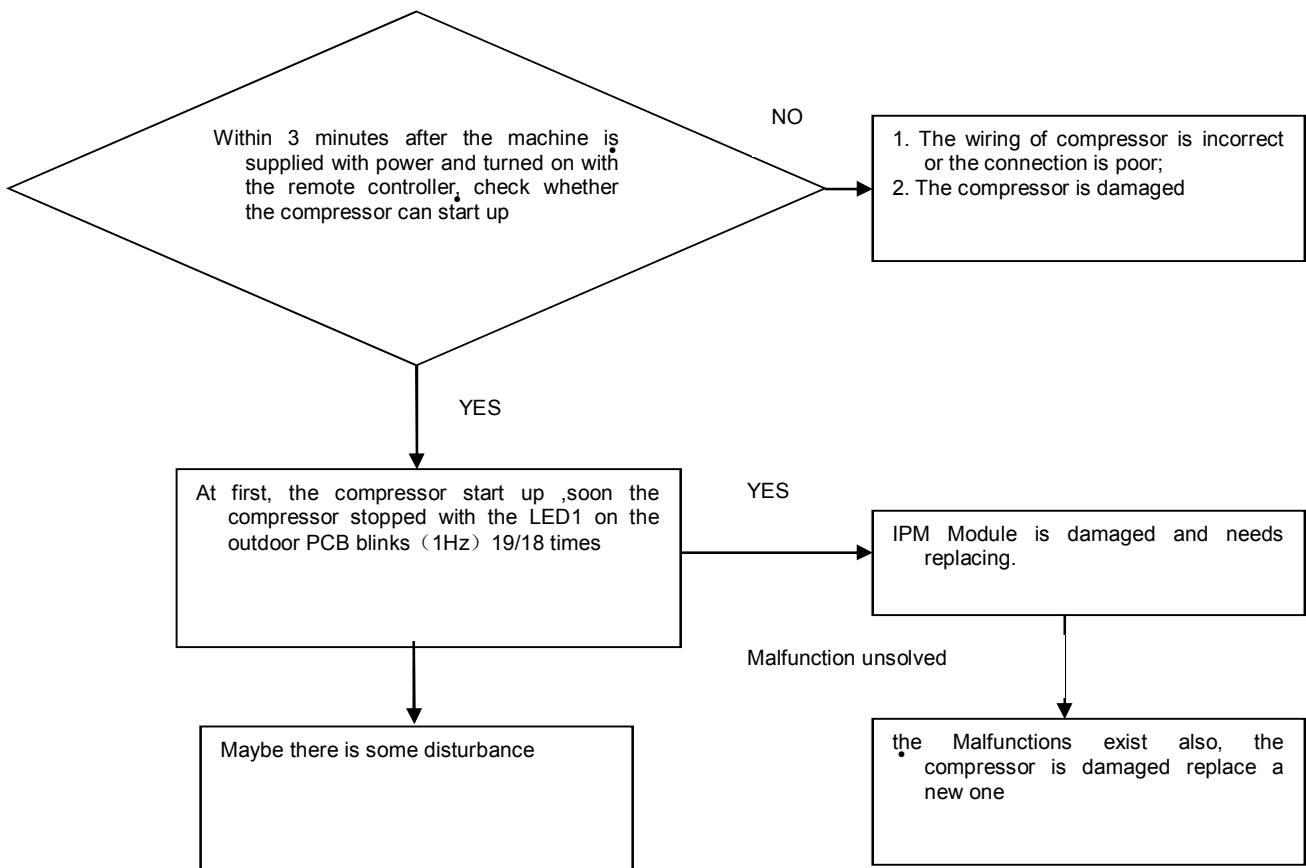 Within 3 minutes after the machine is
supplied with power and turned on with
the remote controller, check whether
the compressor can start up
NO
1. The wiring of compressor is incorrect
or the connection is poor;
2. The compressor is damaged
YES
At first, the compressor start up ,soon the
compressor stopped with the LED1 on the
outdoor PCB blinks（1Hz）19/18 times
YES
IPM Module is damaged and needs
replacing.
Malfunction unsolved
Maybe there is some disturbance
the Malfunctions exist also, the
compressor is damaged replace a
new one